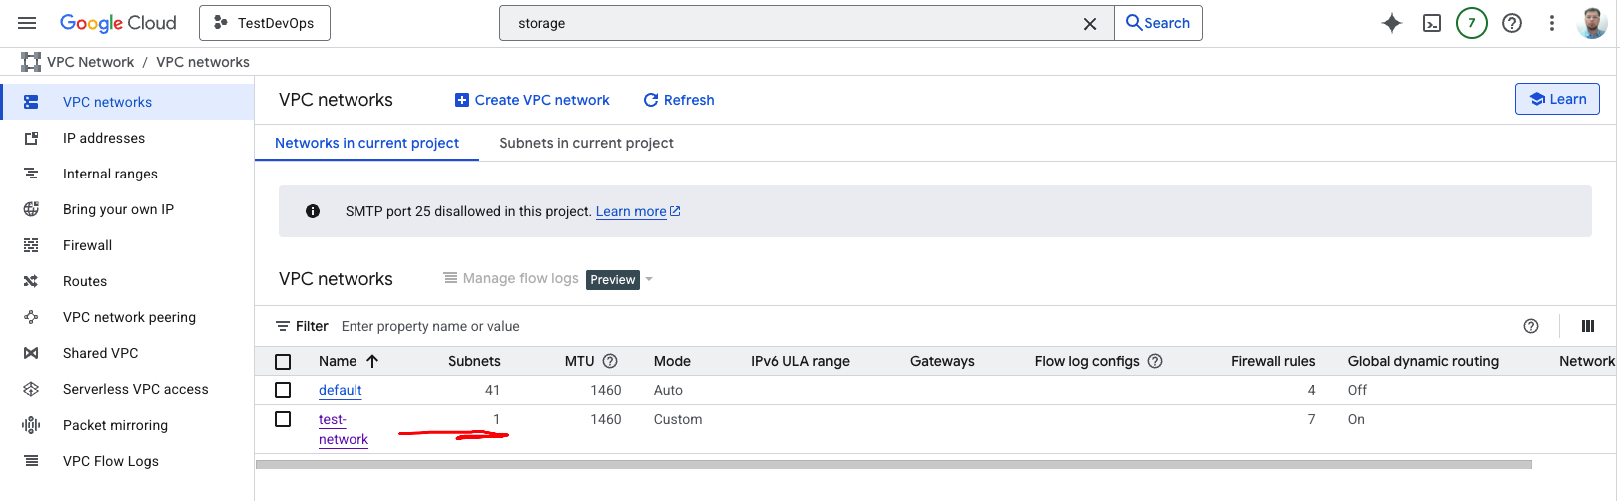 Google Cloud TestDevOps storage Search 7
VPC Network / VPC networks
VPC networks
IP addresses
Internal ranges
Bring your own IP
Firewall
Routes
VPC network peering
Shared VPC
Serverless VPC access
Packet mirroring
VPC Flow Logs
VPC networks Create VPC network Refresh Learn
Networks in current project Subnets in current project
SMTP port 25 disallowed in this project. Learn more
VPC networks Manage flow logs Preview
Filter Enter property name or value
Name Subnets MTU Mode IPv6 ULA range Gateways Flow log configs Firewall rules Global dynamic routing Network
default 41 1460 Auto 4 Off
test- 1 1460 Custom 7 On
network